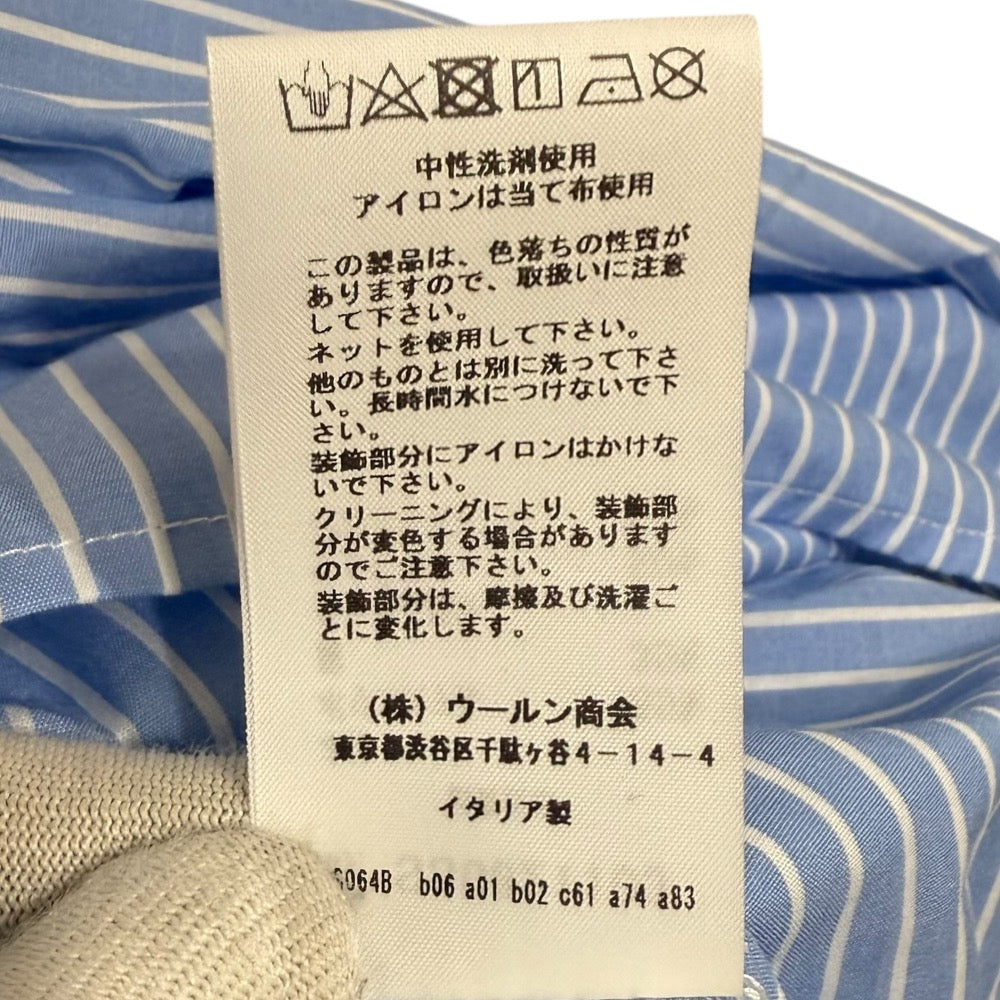 中性洗剤使用
アイロンは当て布使用
この製品は、色落ちの性質が
ありますので、取扱いに注意
して下さい。
ネットを使用して下さい。
他のものとは別に洗って下さ
い。長時間水につけないで下
さい。
装飾部分にアイロンはかけな
いで下さい。
クリーニングにより、装飾部
分が変色する場合があります
のでご注意下さい。
装飾部分は、摩擦及び洗濯ご
とに変化します。
（株）ウールン商会
東京都渋谷区千駄ヶ谷4-14-4
イタリア製
6064B b06 a01 b02 c61 a74 a83